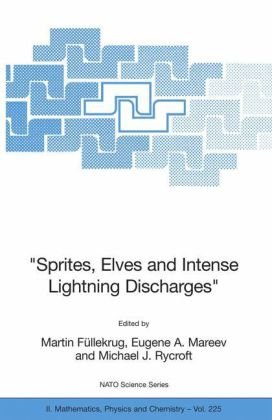 "Sprites, Elves and Intense
Lightning Discharges"
Edited by
Martin Füllekrug, Eugene A. Mareev
and Michael J. Rycroft
NATO Science Series
II. Mathematics, Physics and Chemistry – Vol. 225